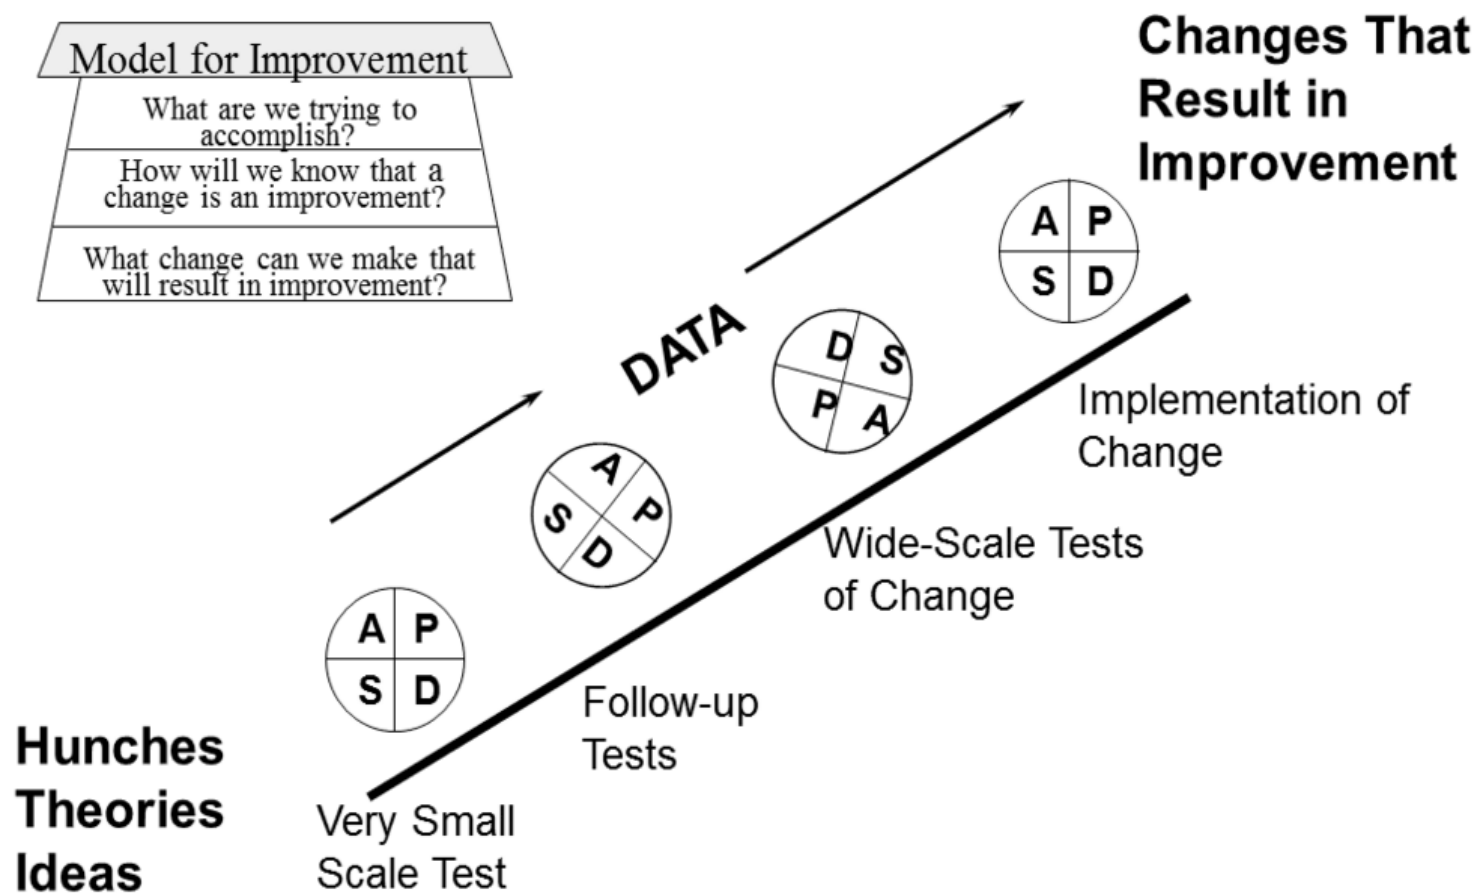 Model for Improvement
What are we trying to
accomplish?
How will we know that a
change is an improvement?
What change can we make that
will result in improvement?
Changes That
Result in
Improvement
A P
S D
Implementation of
Change
DATA
D S
P A
Wide-Scale Tests
of Change
A
S P
D
Follow-up
Tests
A P
S D
Very Small
Scale Test
Hunches
Theories
Ideas